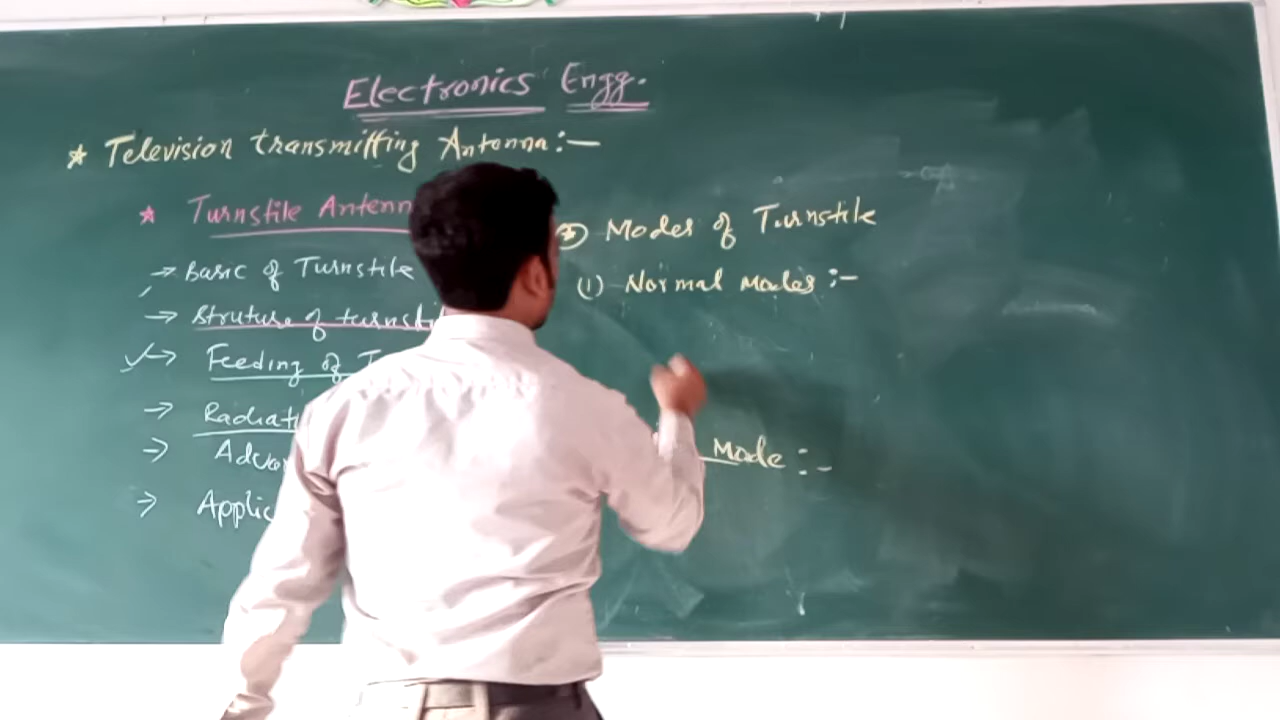 Electronics Engg.
* Television transmitting Antenna:-
* Turnstile Antenn
→ Basic of Turnstile
→ Struture of turnsti
✓→ Feeding of T
→ Radiat
→ Advan
→ Applic
* Modes of Turnstile
(1) Normal Modes :-
Mode :-